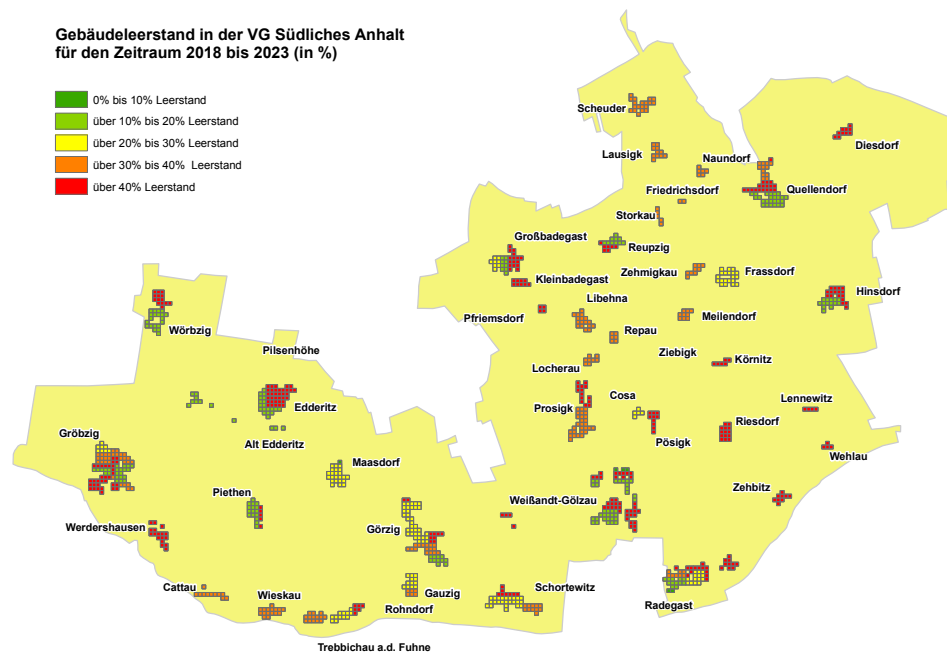 Gebäudeleerstand in der VG Südliches Anhalt
für den Zeitraum 2018 bis 2023 (in %)
0% bis 10% Leerstand
über 10% bis 20% Leerstand
über 20% bis 30% Leerstand
über 30% bis 40% Leerstand
über 40% Leerstand
Scheuder
Diesdorf
Lausigk
Naundorf
Friedrichsdorf
Quellendorf
Storkau
Großbadegast
Reupzig
Zehmigkau
Frassdorf
Kleinbadegast
Hinsdorf
Libehna
Pfriemsdorf
Meilendorf
Wörbzig
Repau
Pilsenhöhe
Ziebigk
Körnitz
Locherau
Cosa
Lennewitz
Edderitz
Prosigk
Riesdorf
Gröbzig
Alt Edderitz
Pösigk
Wehlau
Maasdorf
Zehbitz
Piethen
Weißandt-Gölzau
Görzig
Werdershausen
Cattau
Schortewitz
Wieskau
Gauzig
Radegast
Rohndorf
Trebbichau a.d. Fuhne